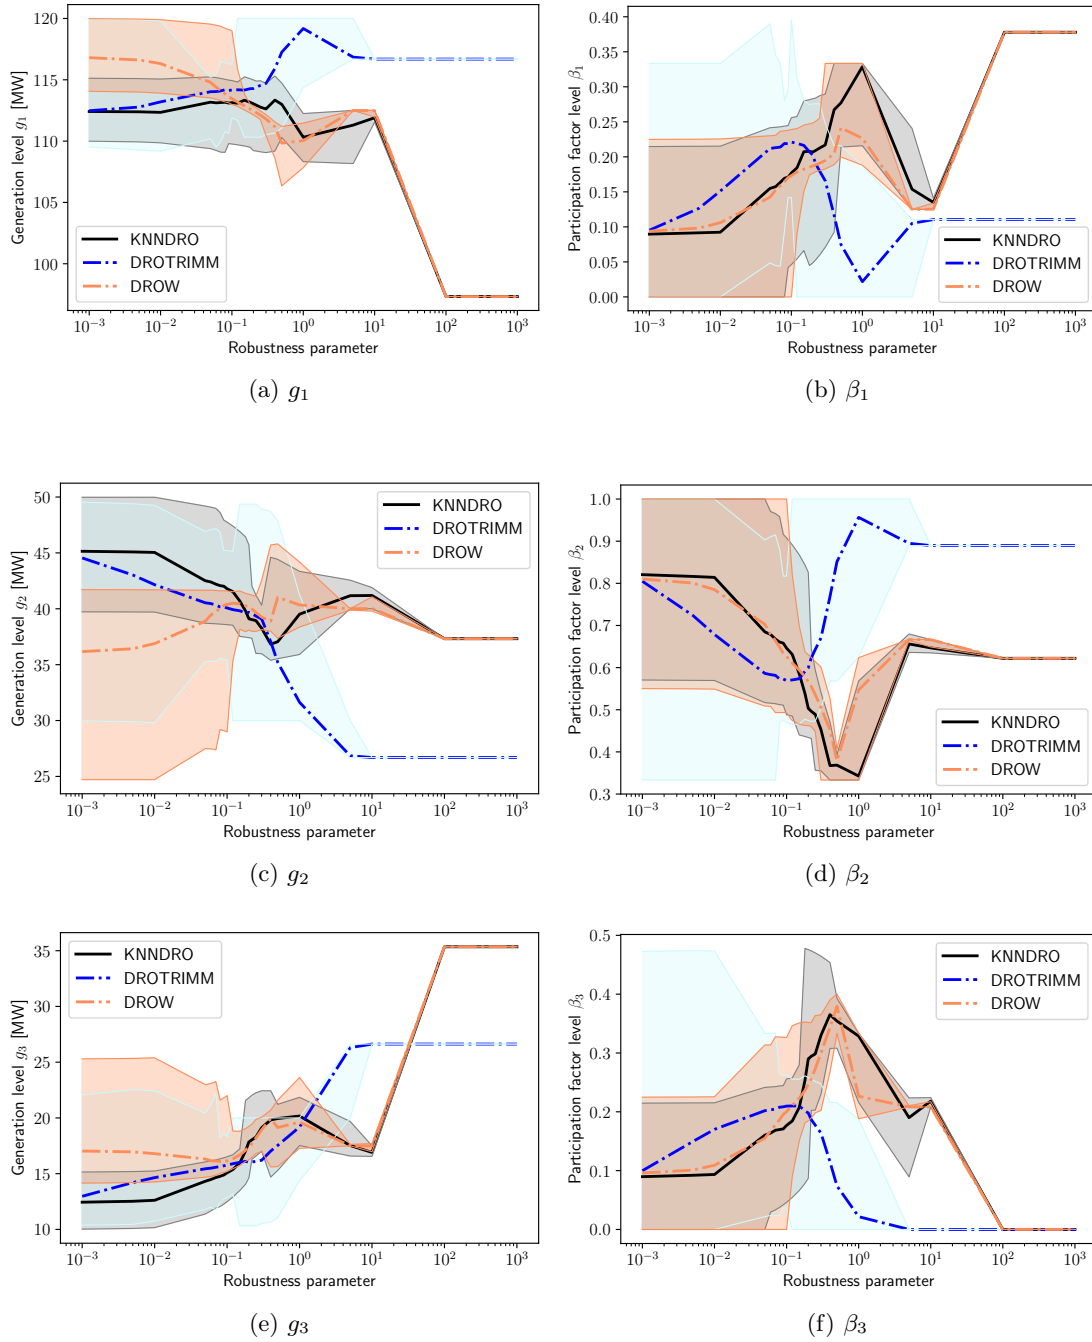 120
115
110
105
100
Generation level g₁ [MW]
KNNDRO
DROTRIMM
DROW
10⁻³ 10⁻² 10⁻¹ 10⁰ 10¹ 10² 10³
Robustness parameter
(a) g₁
0.40
0.35
0.30
0.25
0.20
0.15
0.10
0.05
0.00
Participation factor level β₁
KNNDRO
DROTRIMM
DROW
10⁻³ 10⁻² 10⁻¹ 10⁰ 10¹ 10² 10³
Robustness parameter
(b) β₁
50
45
40
35
30
25
Generation level g₂ [MW]
KNNDRO
DROTRIMM
DROW
10⁻³ 10⁻² 10⁻¹ 10⁰ 10¹ 10² 10³
Robustness parameter
(c) g₂
1.0
0.9
0.8
0.7
0.6
0.5
0.4
0.3
Participation factor level β₂
KNNDRO
DROTRIMM
DROW
10⁻³ 10⁻² 10⁻¹ 10⁰ 10¹ 10² 10³
Robustness parameter
(d) β₂
35
30
25
20
15
10
Generation level g₃ [MW]
KNNDRO
DROTRIMM
DROW
10⁻³ 10⁻² 10⁻¹ 10⁰ 10¹ 10² 10³
Robustness parameter
(e) g₃
0.5
0.4
0.3
0.2
0.1
0.0
Participation factor level β₃
KNNDRO
DROTRIMM
DROW
10⁻³ 10⁻² 10⁻¹ 10⁰ 10¹ 10² 10³
Robustness parameter
(f) β₃